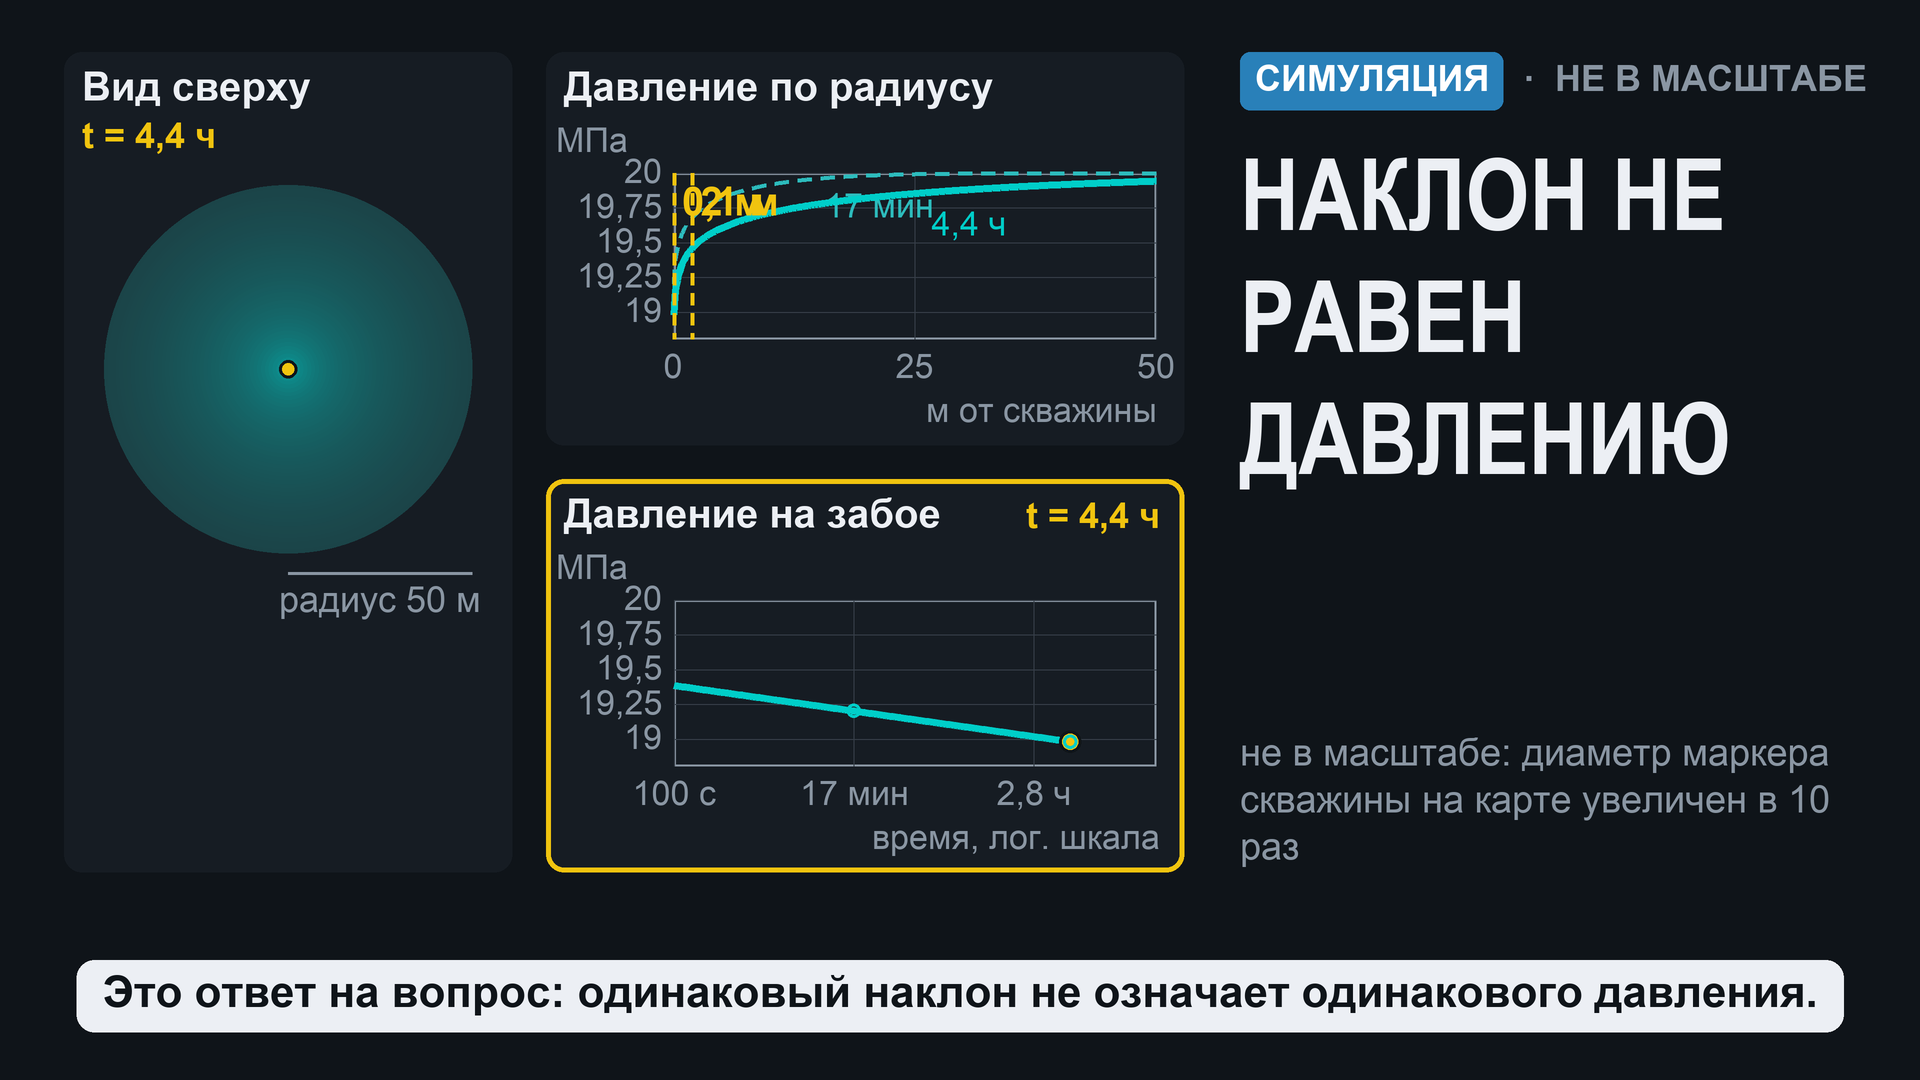 Вид сверху
t = 4,4 ч
радиус 50 м
Давление по радиусу
МПа
20
19,75
19,5
19,25
19
17 мин
4,4 ч
0
25
50
м от скважины
Давление на забое
t = 4,4 ч
МПа
20
19,75
19,5
19,25
19
100 с
17 мин
2,8 ч
время, лог. шкала
СИМУЛЯЦИЯ · НЕ В МАСШТАБЕ
НАКЛОН НЕ
РАВЕН
ДАВЛЕНИЮ
не в масштабе: диаметр маркера
скважины на карте увеличен в 10
раз
Это ответ на вопрос: одинаковый наклон не означает одинакового давления.